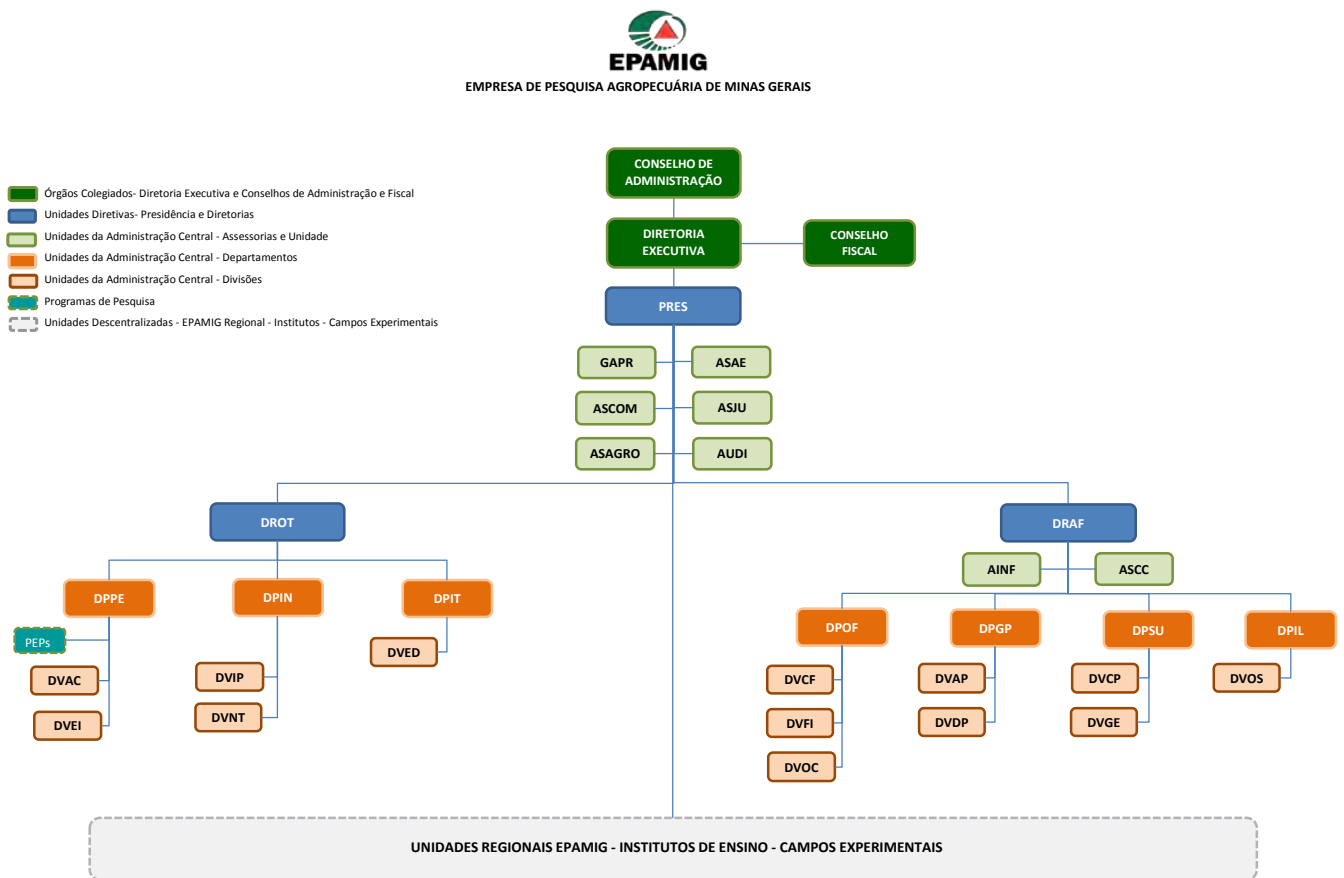 EPAMIG
EMPRESA DE PESQUISA AGROPECUÁRIA DE MINAS GERAIS
CONSELHO DE
ADMINISTRAÇÃO
Órgãos Colegiados- Diretoria Executiva e Conselhos de Administração e Fiscal
Unidades Diretivas- Presidência e Diretorias
Unidades da Administração Central - Assessorias e Unidade
Unidades da Administração Central - Departamentos
Unidades da Administração Central - Divisões
Programas de Pesquisa
Unidades Descentralizadas - EPAMIG Regional - Institutos - Campos Experimentais
DIRETORIA
EXECUTIVA
CONSELHO
FISCAL
PRES
GAPR
ASAE
ASCOM
ASJU
ASAGRO
AUDI
DROT
DRAF
AINF
ASCC
DPPE
DPIN
DPIT
DPOF
DPGP
DPSU
DPIL
PEPs
DVED
DVAC
DVIP
DVCF
DVAP
DVCP
DVOS
DVEI
DVNT
DVFI
DVDP
DVGE
DVOC
UNIDADES REGIONAIS EPAMIG - INSTITUTOS DE ENSINO - CAMPOS EXPERIMENTAIS